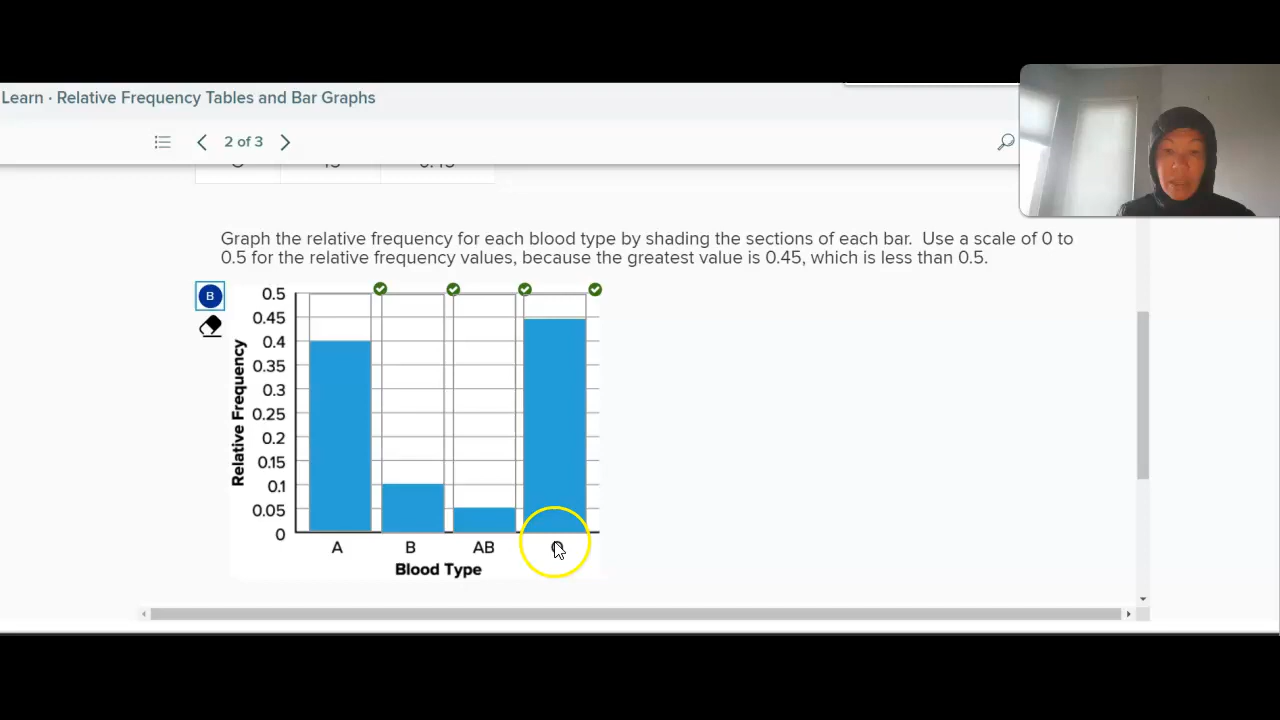 Learn · Relative Frequency Tables and Bar Graphs
2 of 3
Graph the relative frequency for each blood type by shading the sections of each bar.  Use a scale of 0 to
0.5 for the relative frequency values, because the greatest value is 0.45, which is less than 0.5.
B
0.5
0.45
0.4
0.35
0.3
0.25
0.2
0.15
0.1
0.05
0
Relative Frequency
A B AB
Blood Type